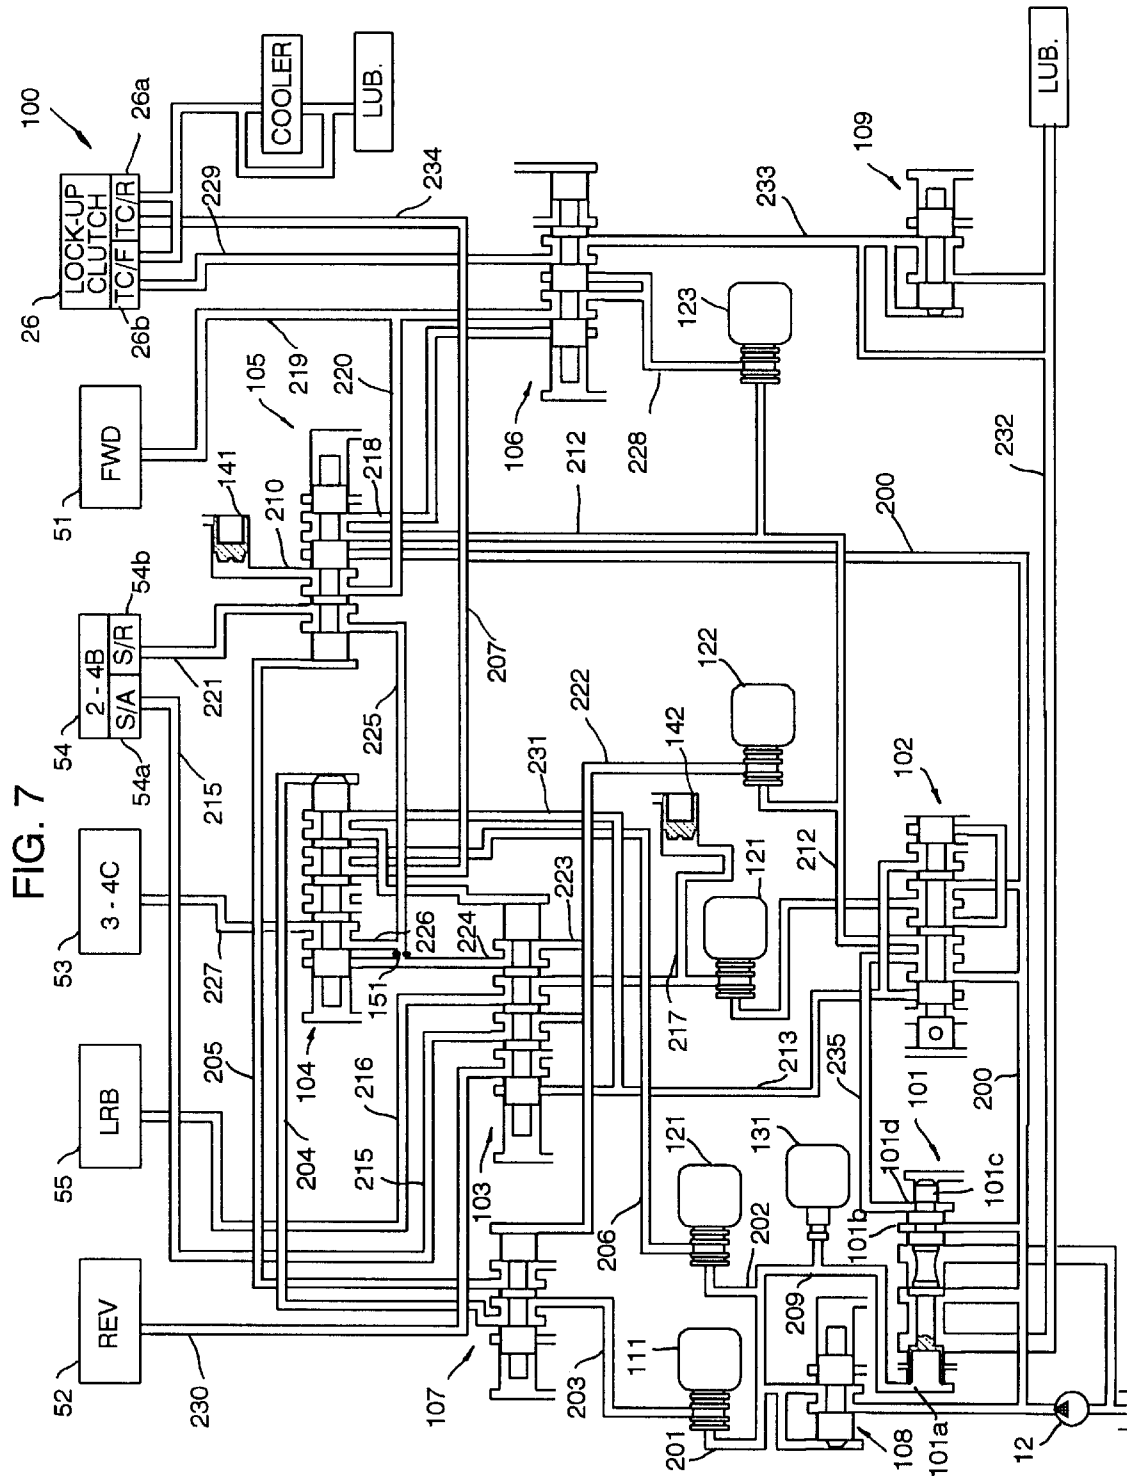 FIG. 7
100
26
LOCK-UP
CLUTCH
TC/F
TC/R
26a
26b
COOLER
LUB.
229
234
51
FWD
219
220
105
141
210
218
54
2-4B
S/A
S/R
54a
54b
221
215
53
3-4C
227
55
LRB
205
204
52
REV
230
104
151
226
224
225
207
106
212
228
123
233
109
LUB.
232
200
222
122
142
231
223
217
121
212
102
216
215
103
213
235
206
121
131
202
107
203
111
209
201
108
101
101a
101b
101c
101d
200
12